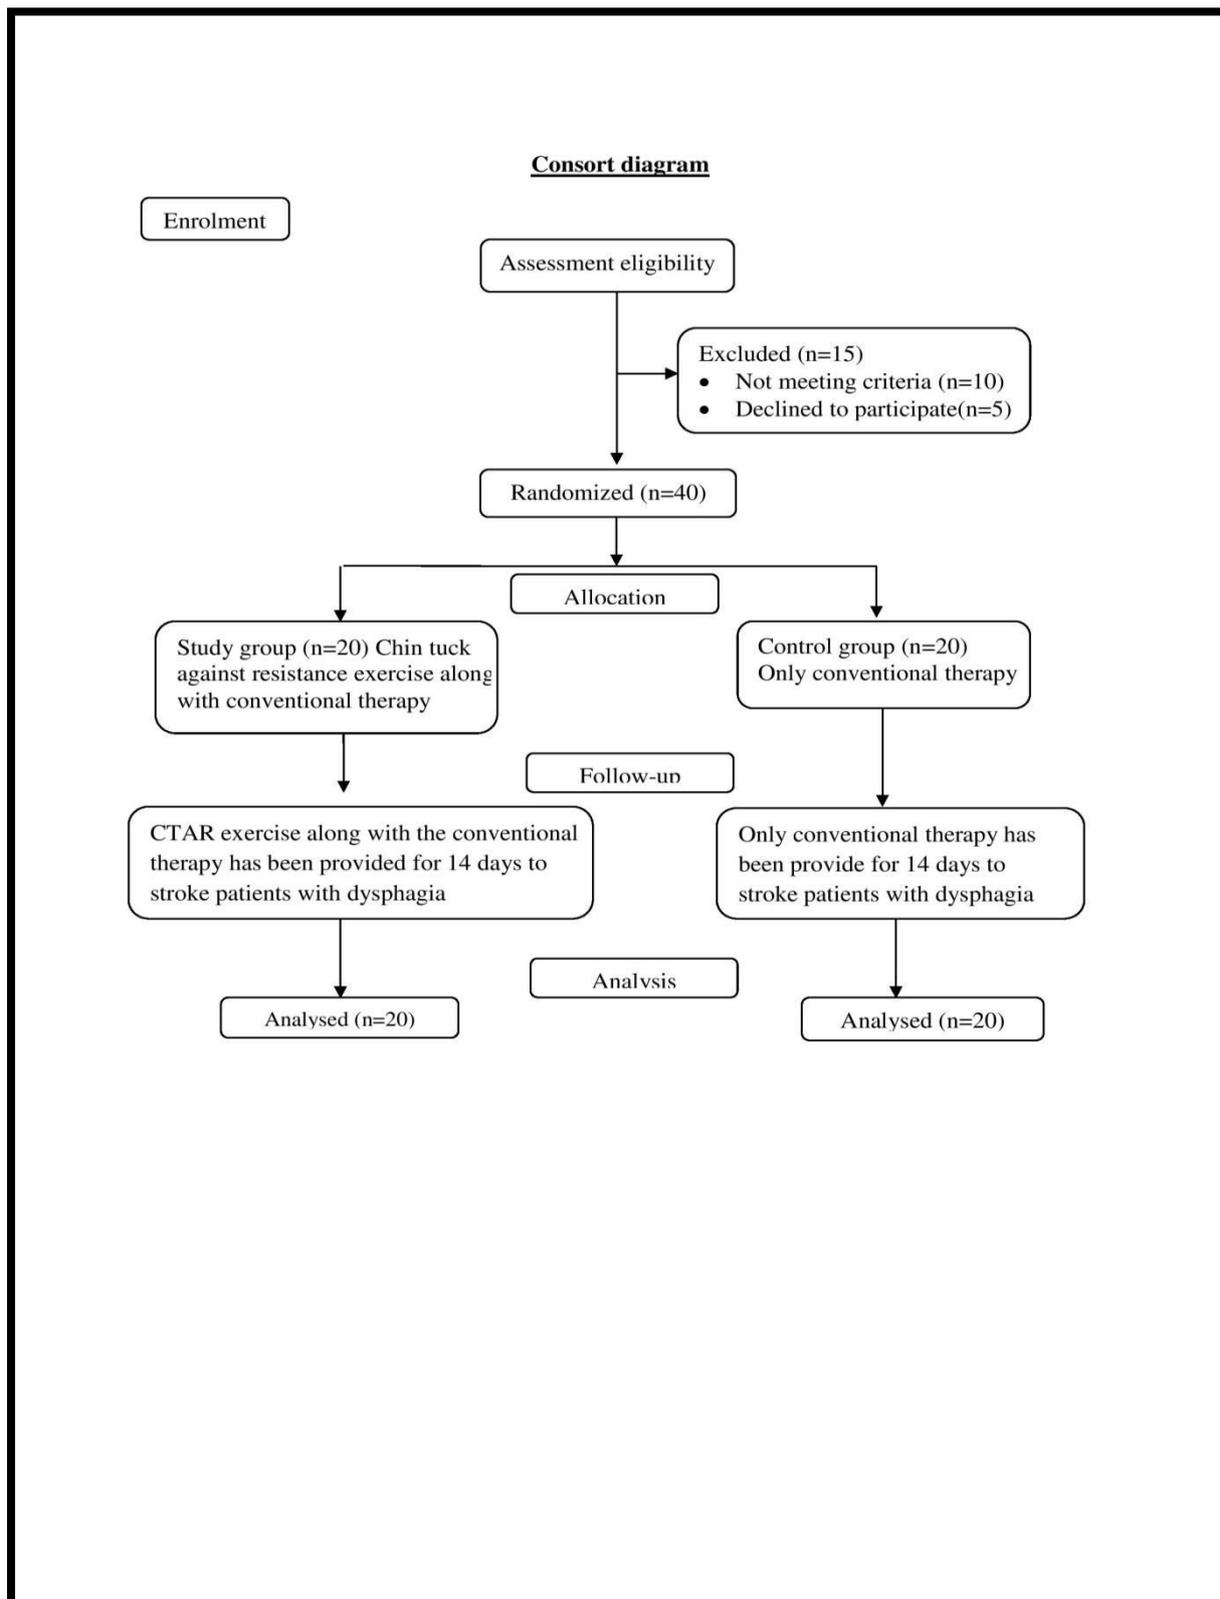 Consort diagram
Enrolment
Assessment eligibility
Excluded (n=15)
• Not meeting criteria (n=10)
• Declined to participate(n=5)
Randomized (n=40)
Allocation
Study group (n=20) Chin tuck
against resistance exercise along
with conventional therapy
Control group (n=20)
Only conventional therapy
Follow-up
CTAR exercise along with the conventional
therapy has been provided for 14 days to
stroke patients with dysphagia
Only conventional therapy has
been provide for 14 days to
stroke patients with dysphagia
Analysis
Analysed (n=20)
Analysed (n=20)